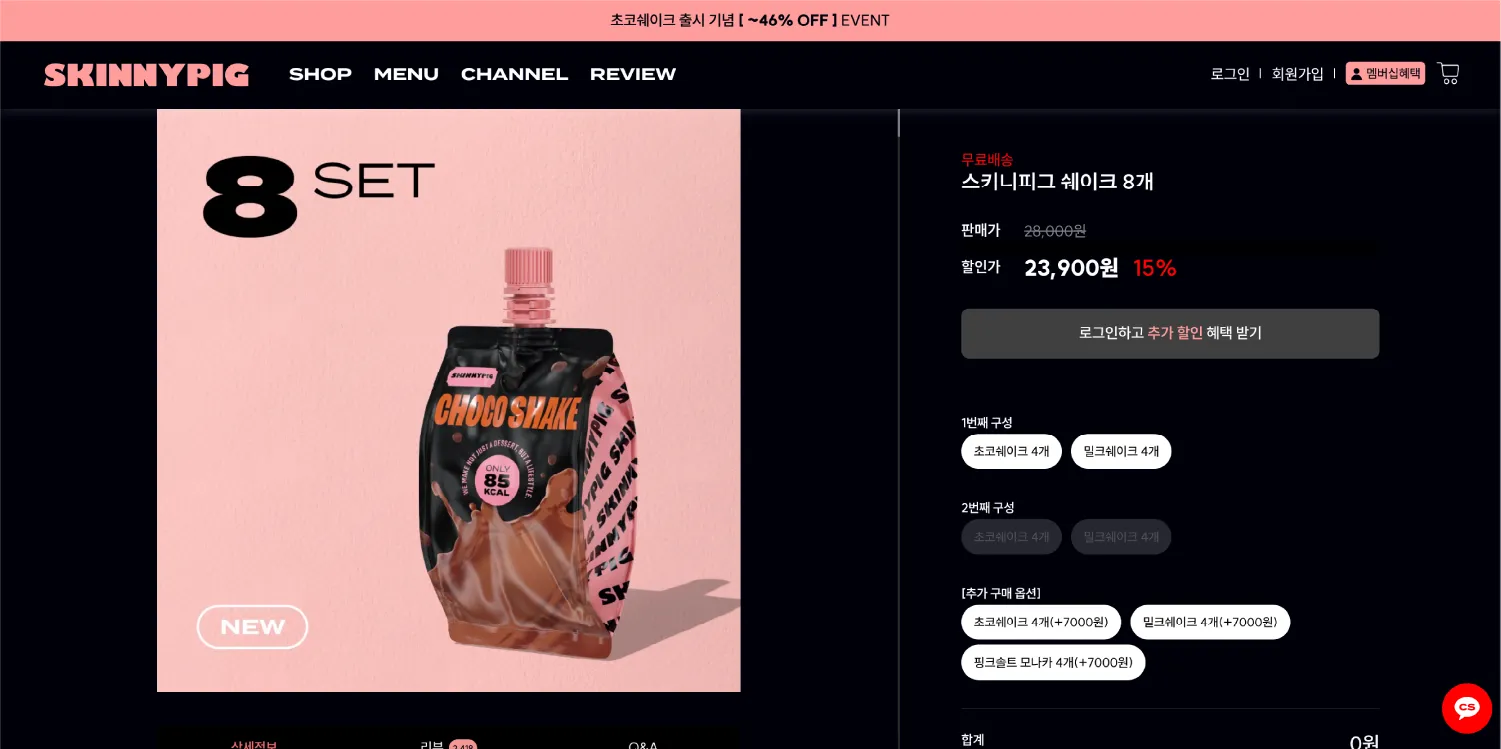 초코쉐이크 출시 기념 [ ~46% OFF ] EVENT
SKINNYPIG SHOP MENU CHANNEL REVIEW 로그인 회원가입 멤버십혜택
8 SET
SKINNYPIG
CHOCO SHAKE
WE MAKE NOT JUST A DESSERT, BUT A LIFESTYLE.
ONLY
85
KCAL
NEW
무료배송
스키니피그 쉐이크 8개
판매가 28,000원
할인가 23,900원 15%
로그인하고 추가 할인 혜택 받기
1번째 구성
초코쉐이크 4개 밀크쉐이크 4개
2번째 구성
초코쉐이크 4개 밀크쉐이크 4개
[추가 구매 옵션]
초코쉐이크 4개(+7000원) 밀크쉐이크 4개(+7000원)
핑크솔트 모나카 4개(+7000원)
CS
상세정보 리뷰 2,418 Q&A
합계 0원